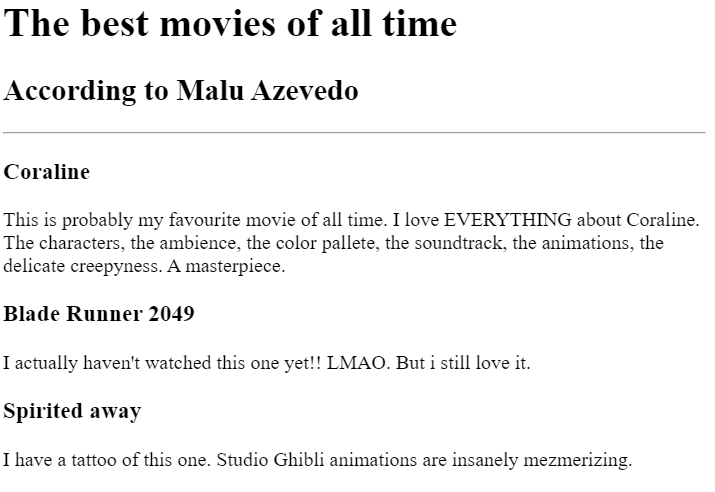 The best movies of all time
According to Malu Azevedo
Coraline
This is probably my favourite movie of all time. I love EVERYTHING about Coraline.
The characters, the ambience, the color pallete, the soundtrack, the animations, the
delicate creepyness. A masterpiece.
Blade Runner 2049
I actually haven't watched this one yet!! LMAO. But i still love it.
Spirited away
I have a tattoo of this one. Studio Ghibli animations are insanely mezmerizing.